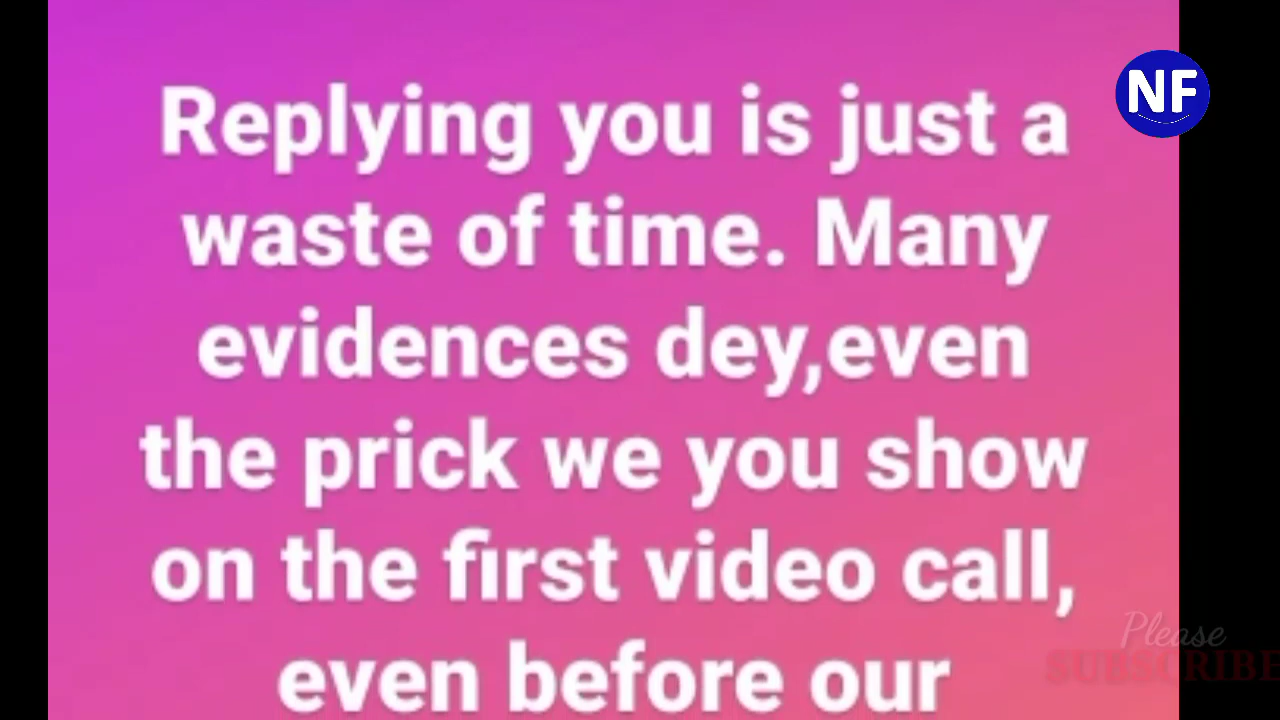 Replying you is just a
waste of time. Many
evidences dey,even
the prick we you show
on the first video call,
even before our
NF
Please
SUBSCRIBE